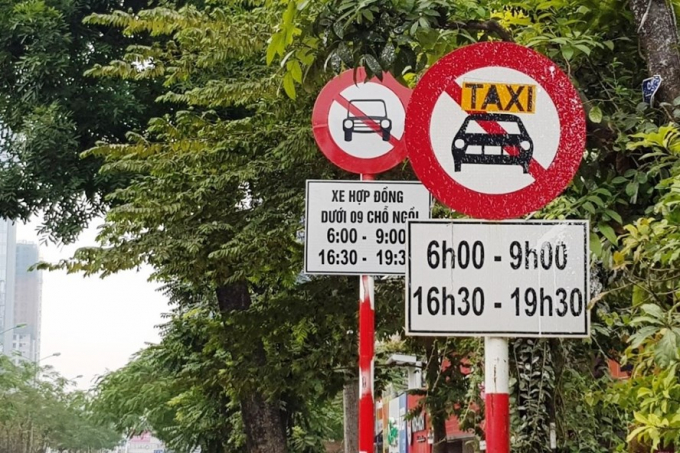 XE HỢP ĐỒNG
DƯỚI 09 CHỖ NGỒI
6:00 - 9:00
16:30 - 19:3
TAXI
6h00 - 9h00
16h30 - 19h30